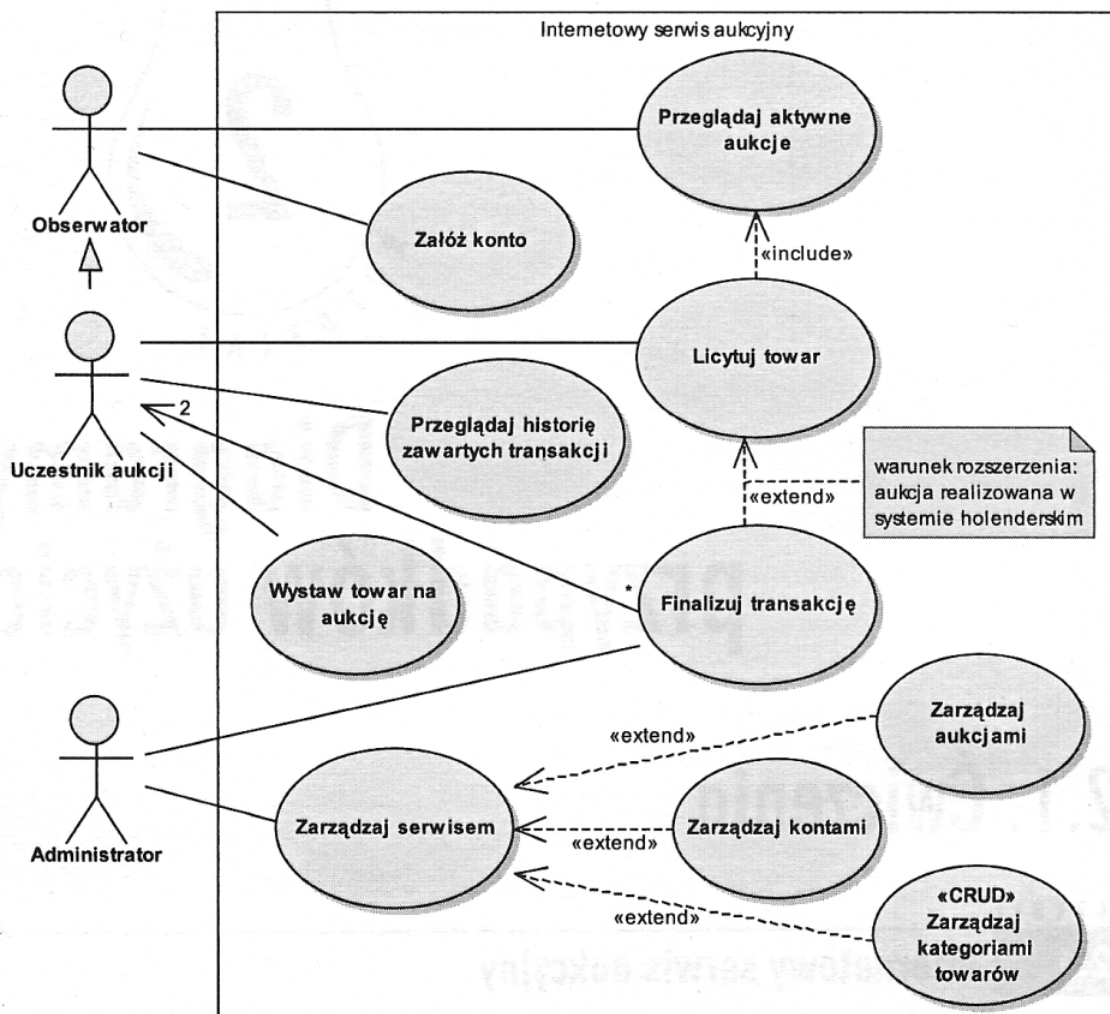 Internetowy serwis aukcyjny
Przeglądaj aktywne
aukcje
Obserwator
Załóż konto
«include»
Licytuj towar
Przeglądaj historię
zawartych transakcji
2
Uczestnik aukcji
warunek rozszerzenia:
aukcja realizowana w
systemie holenderskim
«extend»
Wystaw towar na
aukcję
*
Finalizuj transakcję
Zarządzaj
aukcjami
«extend»
Zarządzaj serwisem
Zarządzaj kontami
«extend»
Administrator
«CRUD»
Zarządzaj
kategoriami
towarów
«extend»